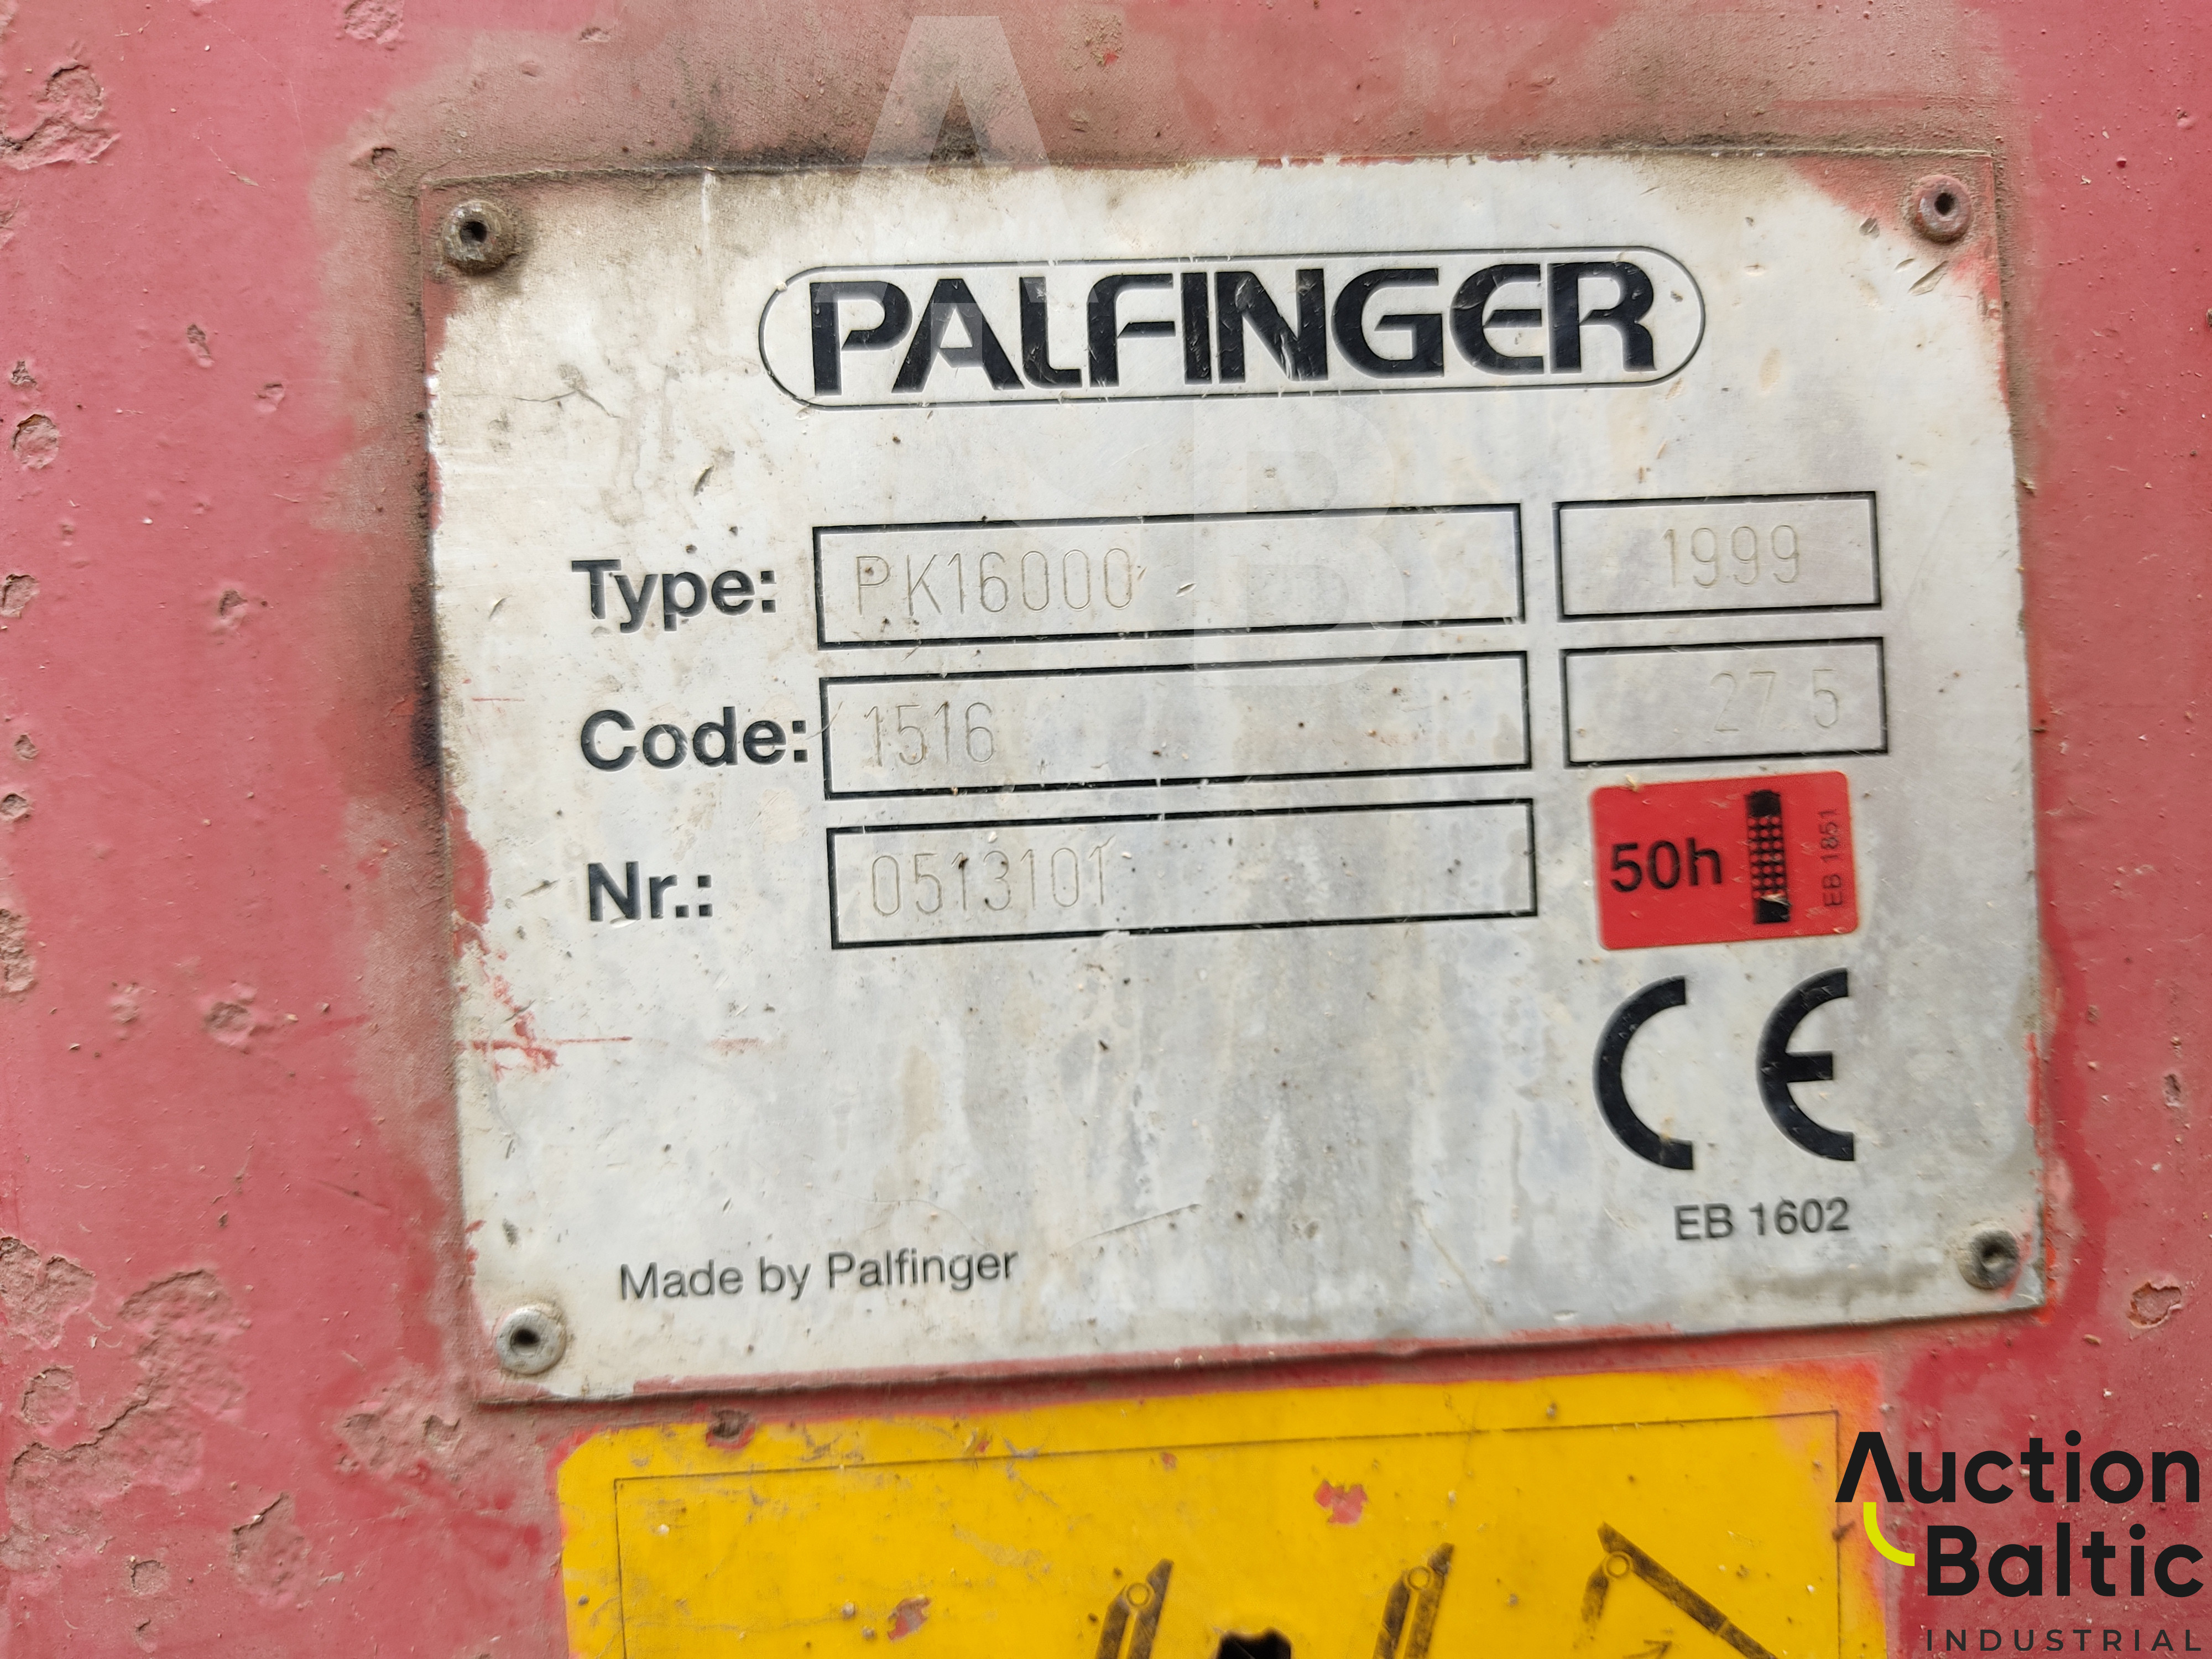 PALFINGER
Type: PK16000 1999
Code: 1516 27 5
Nr.: 0513101
50h EB 1851
CE
EB 1602
Made by Palfinger
Auction
Baltic
INDUSTRIAL